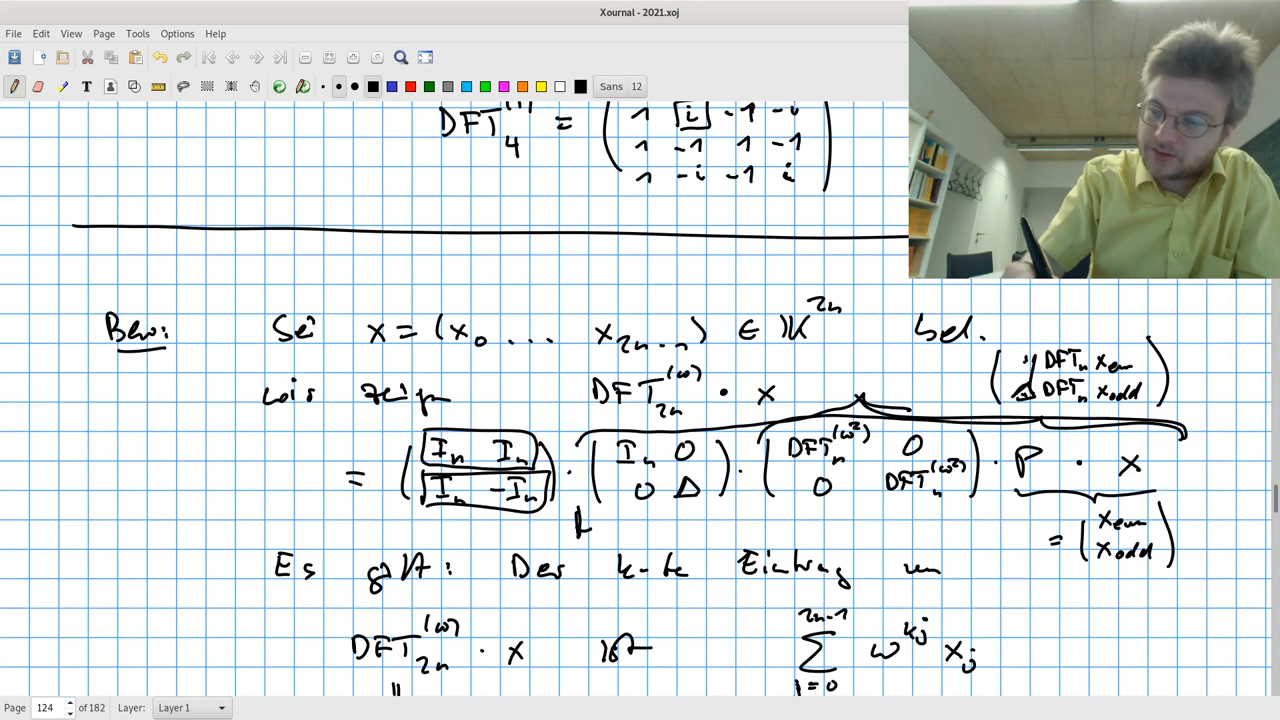 Xournal - 2021.xoj
File Edit View Page Tools Options Help
Sans 12
DFT_4 = ( 1 i -1 -i
1 -1 1 -1
1 -i -1 i )
Bew: Sei x = (x_0 ... x_{2n-1}) ∈ K^{2n} bel.
Wir zeigen DFT_{2n}^{(ω)} · x
( DFT_n x_even
DFT_n x_odd )
= ( I_n I_n ) · ( I_n 0 ) · ( DFT_n^{(ω²)} 0 ) · P · x
( I_n -I_n ) ( 0 Δ ) ( 0 DFT_n^{(ω²)} )
= ( x_even
x_odd )
Es gilt: Der k-te Eintrag von
DFT_{2n}^{(ω)} · x ist ∑_{j=0}^{2n-1} ω^{kj} x_j
"
Page 124 of 182 Layer: Layer 1